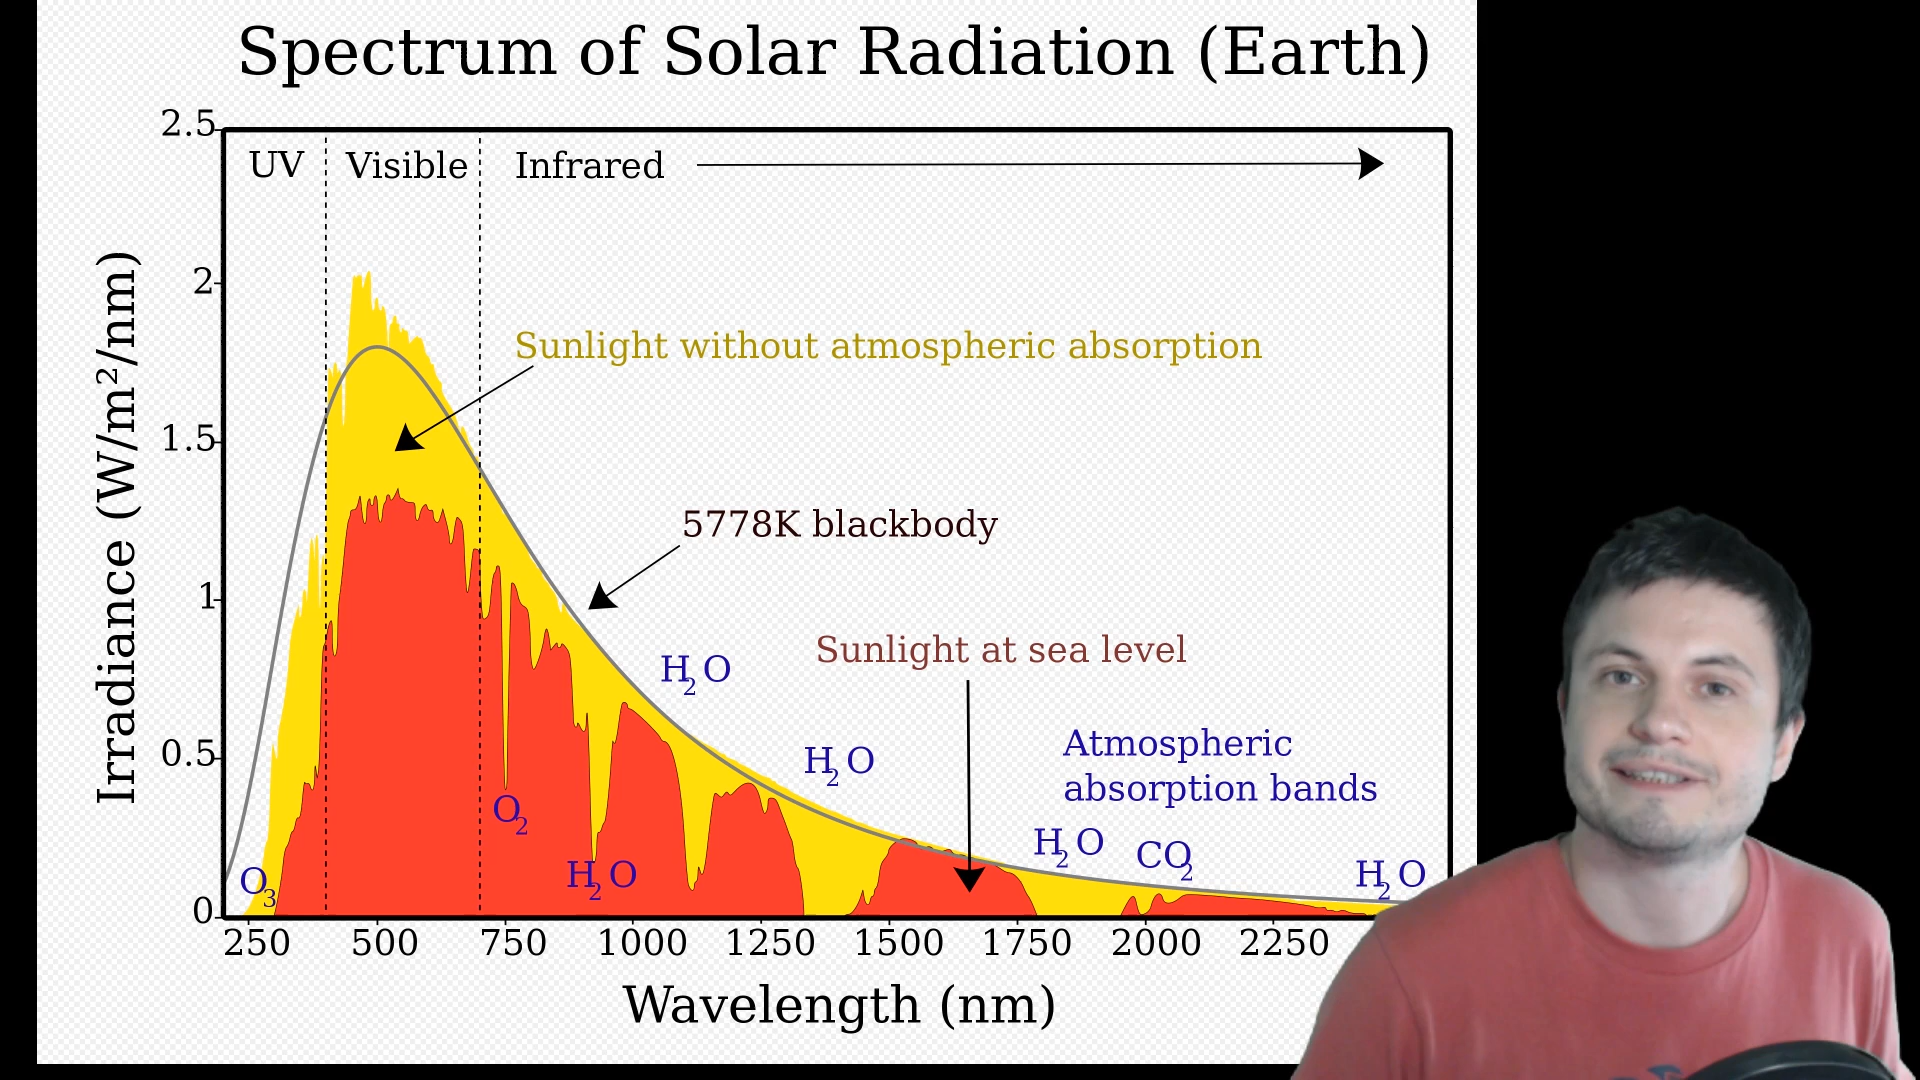 Spectrum of Solar Radiation (Earth)
UV Visible Infrared
Irradiance (W/m²/nm)
2.5
2
1.5
1
0.5
0
Sunlight without atmospheric absorption
5778K blackbody
Sunlight at sea level
H₂O
H₂O
Atmospheric
absorption bands
O₃
O₂
H₂O
H₂O
CO₂
H₂O
250 500 750 1000 1250 1500 1750 2000 2250
Wavelength (nm)